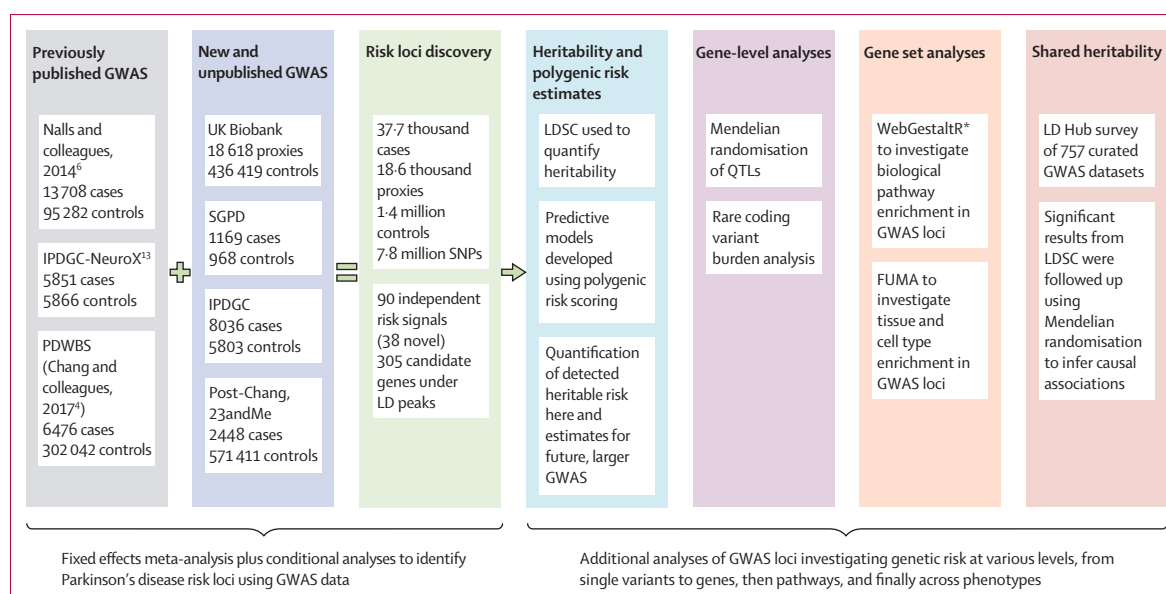 Previously
published GWAS
Nalls and
colleagues,
2014⁶
13 708 cases
95 282 controls
IPDGC-NeuroX¹³
5851 cases
5866 controls
PDWBS
(Chang and
colleagues,
2017⁴)
6476 cases
302 042 controls
New and
unpublished GWAS
UK Biobank
18 618 proxies
436 419 controls
SGPD
1169 cases
968 controls
IPDGC
8036 cases
5803 controls
Post-Chang,
23andMe
2448 cases
571 411 controls
Risk loci discovery
37·7 thousand
cases
18·6 thousand
proxies
1·4 million
controls
7·8 million SNPs
90 independent
risk signals
(38 novel)
305 candidate
genes under
LD peaks
Heritability and
polygenic risk
estimates
LDSC used to
quantify
heritability
Predictive
models
developed
using polygenic
risk scoring
Quantification
of detected
heritable risk
here and
estimates for
future, larger
GWAS
Gene-level analyses
Mendelian
randomisation
of QTLs
Rare coding
variant
burden analysis
Gene set analyses
WebGestaltR*
to investigate
biological
pathway
enrichment in
GWAS loci
FUMA to
investigate
tissue and
cell type
enrichment in
GWAS loci
Shared heritability
LD Hub survey
of 757 curated
GWAS datasets
Significant
results from
LDSC were
followed up
using
Mendelian
randomisation
to infer causal
associations
Fixed effects meta-analysis plus conditional analyses to identify
Parkinson's disease risk loci using GWAS data
Additional analyses of GWAS loci investigating genetic risk at various levels, from
single variants to genes, then pathways, and finally across phenotypes